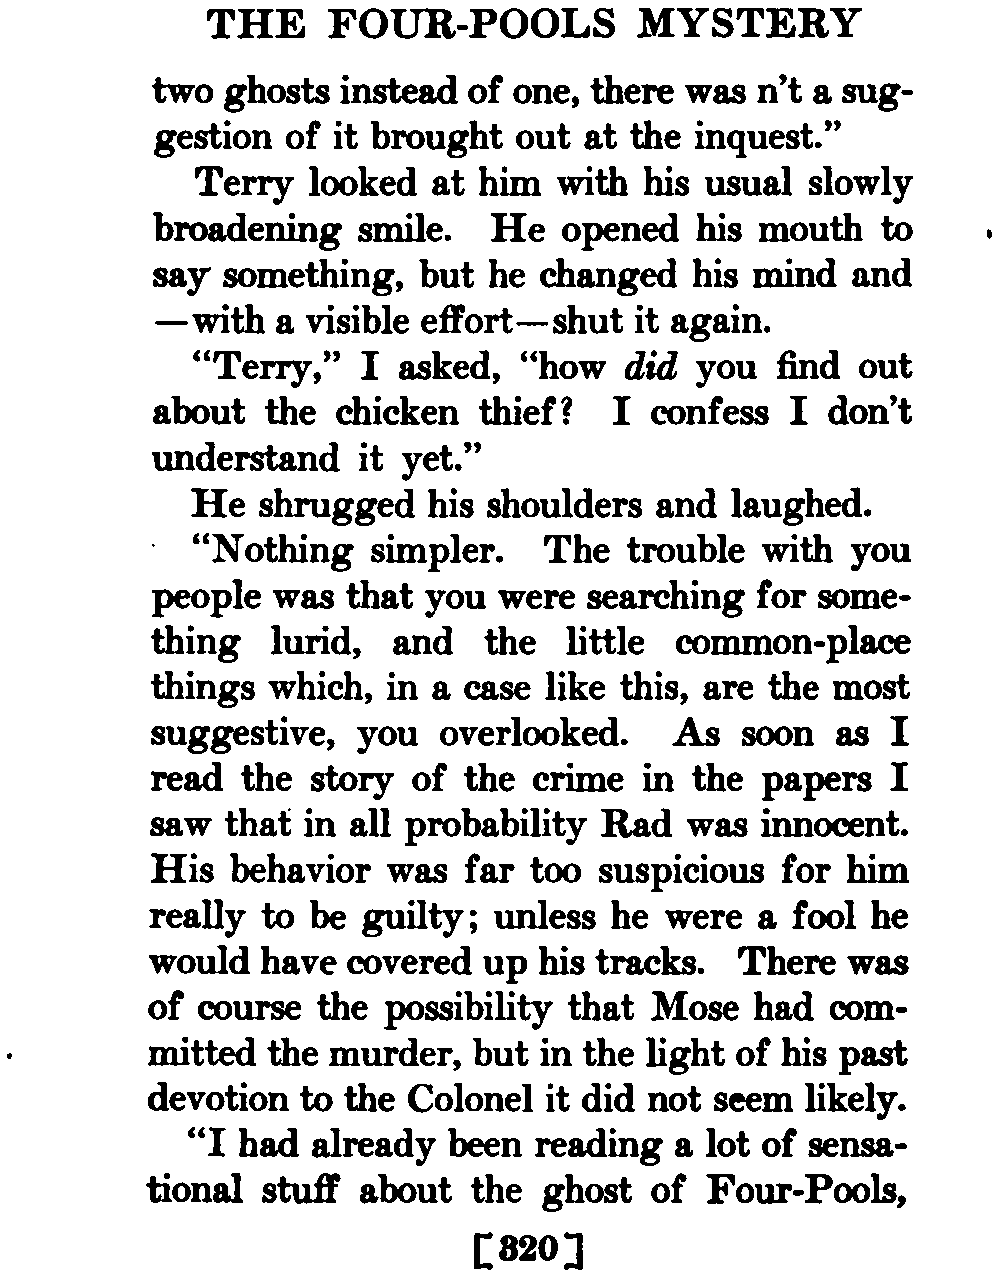 THE FOUR-POOLS MYSTERY
two ghosts instead of one, there was n't a sug-
gestion of it brought out at the inquest."
Terry looked at him with his usual slowly
broadening smile. He opened his mouth to
say something, but he changed his mind and
—with a visible effort—shut it again.
"Terry," I asked, "how did you find out
about the chicken thief? I confess I don't
understand it yet."
He shrugged his shoulders and laughed.
"Nothing simpler. The trouble with you
people was that you were searching for some-
thing lurid, and the little common-place
things which, in a case like this, are the most
suggestive, you overlooked. As soon as I
read the story of the crime in the papers I
saw that in all probability Rad was innocent.
His behavior was far too suspicious for him
really to be guilty; unless he were a fool he
would have covered up his tracks. There was
of course the possibility that Mose had com-
mitted the murder, but in the light of his past
devotion to the Colonel it did not seem likely.
"I had already been reading a lot of sensa-
tional stuff about the ghost of Four-Pools,
[320]